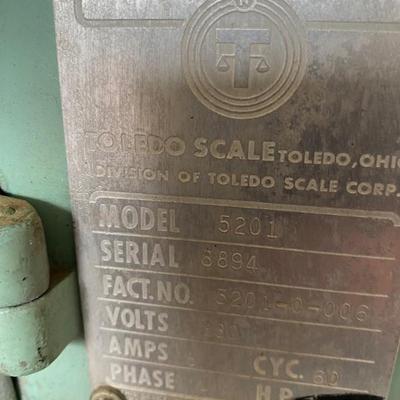 TOLEDO SCALE TOLEDO, OHIO
DIVISION OF TOLEDO SCALE CORP.
MODEL 5201
SERIAL 8894
FACT. NO. 5201-0-006
VOLTS
AMPS CYC. 60
PHASE H.P.